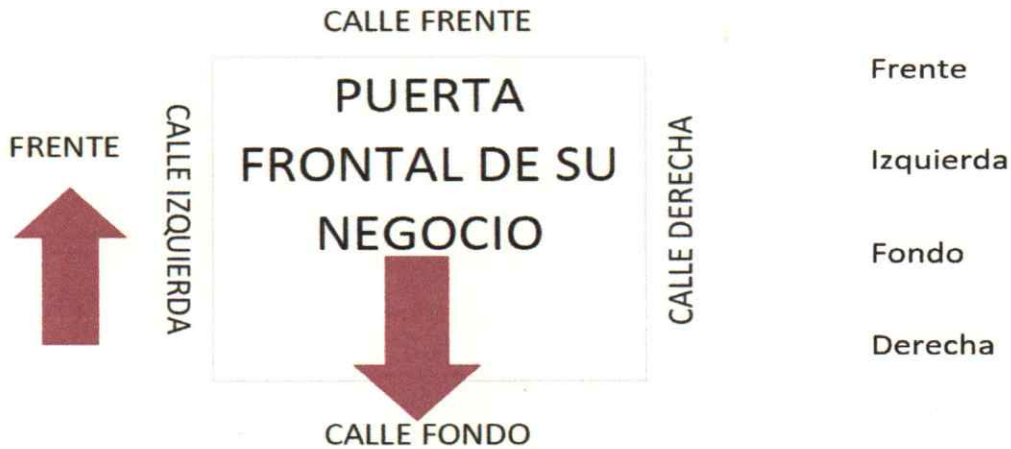 CALLE FRENTE
FRENTE
CALLE IZQUIERDA
PUERTA
FRONTAL DE SU
NEGOCIO
CALLE DERECHA
CALLE FONDO
Frente
Izquierda
Fondo
Derecha